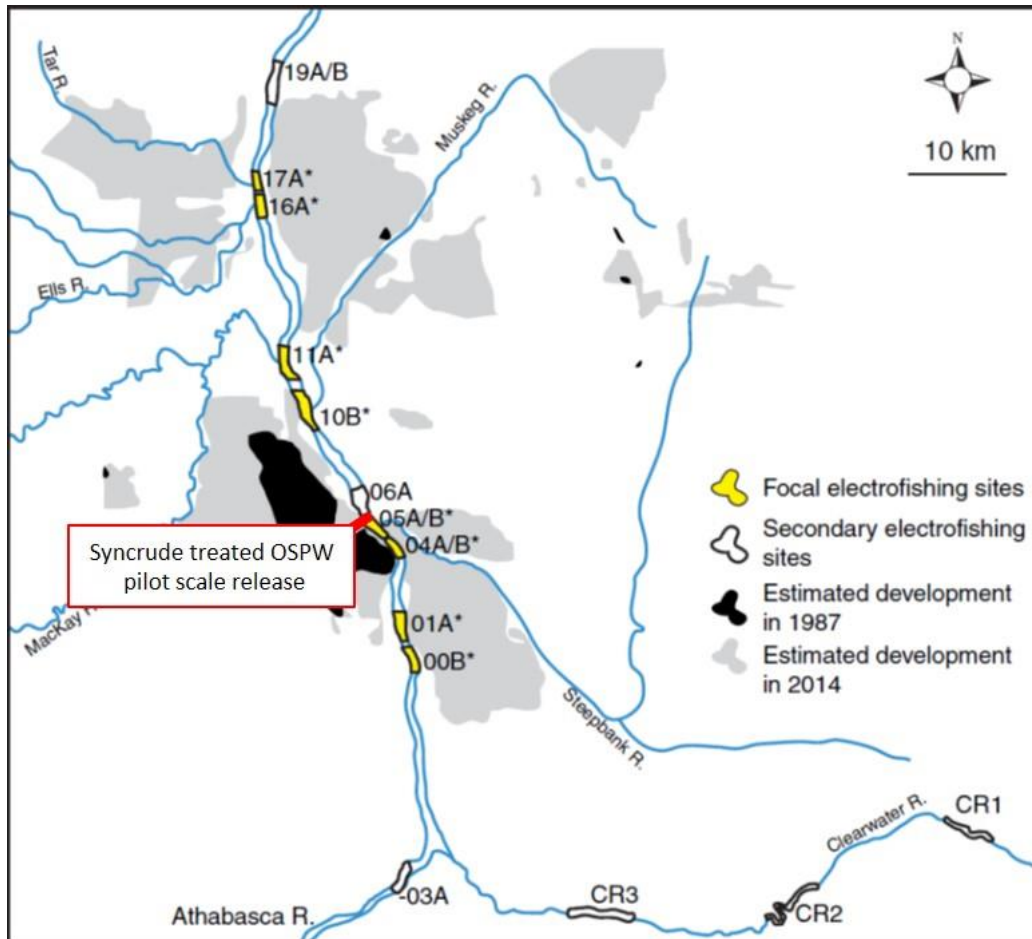 Tar R.
19A/B
Muskeg R.
N
10 km
17A*
16A*
Ells R.
11A*
10B*
06A
05A/B*
04A/B*
Syncrude treated OSPW
pilot scale release
MacKay
01A*
00B*
Steepbank R.
Focal electrofishing sites
Secondary electrofishing
sites
Estimated development
in 1987
Estimated development
in 2014
Clearwater R.
CR1
CR2
CR3
-03A
Athabasca R.